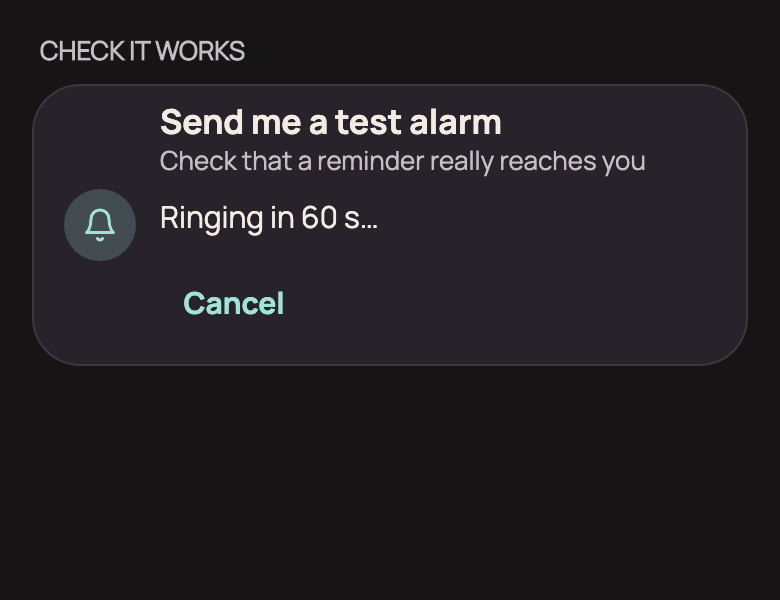 CHECK IT WORKS
Send me a test alarm
Check that a reminder really reaches you
Ringing in 60 s…
Cancel